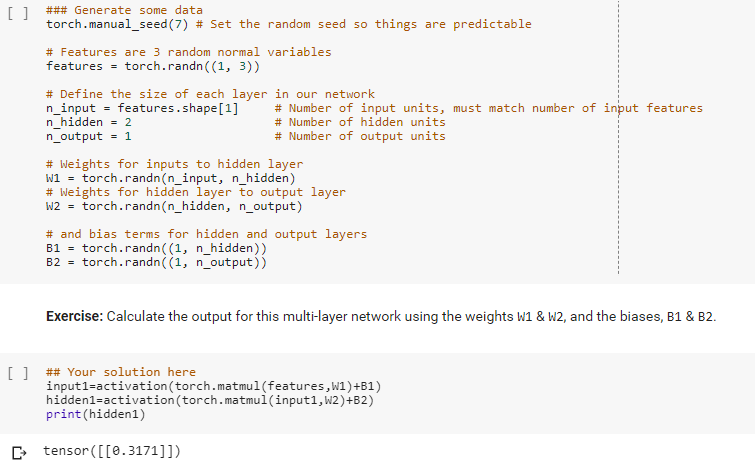 [ ] ### Generate some data
torch.manual_seed(7) # Set the random seed so things are predictable
# Features are 3 random normal variables
features = torch.randn((1, 3))
# Define the size of each layer in our network
n_input = features.shape[1]     # Number of input units, must match number of input features
n_hidden = 2                    # Number of hidden units
n_output = 1                    # Number of output units
# Weights for inputs to hidden layer
W1 = torch.randn(n_input, n_hidden)
# Weights for hidden layer to output layer
W2 = torch.randn(n_hidden, n_output)
# and bias terms for hidden and output layers
B1 = torch.randn((1, n_hidden))
B2 = torch.randn((1, n_output))
Exercise: Calculate the output for this multi-layer network using the weights W1 & W2, and the biases, B1 & B2.
[ ] ## Your solution here
input1=activation(torch.matmul(features,W1)+B1)
hidden1=activation(torch.matmul(input1,W2)+B2)
print(hidden1)
tensor([[0.3171]])